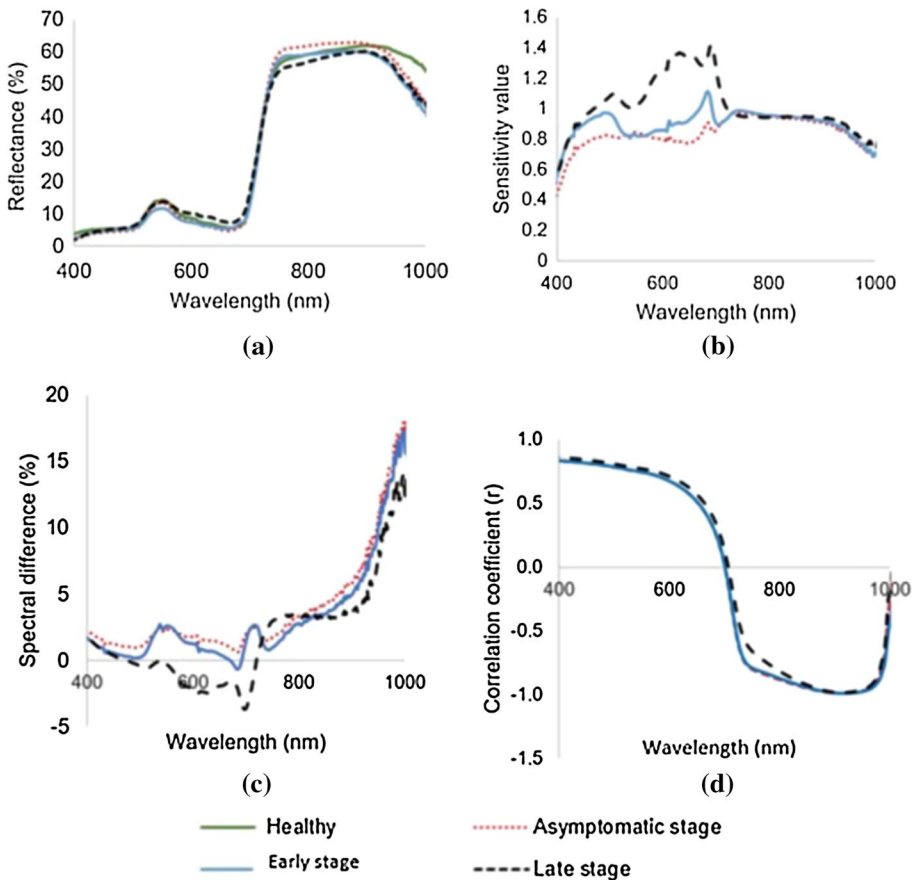 70
60
50
40
30
20
10
0
Reflectance (%)
400 600 800 1000
Wavelength (nm)
(a)
1.6
1.4
1.2
1
0.8
0.6
0.4
0.2
0
Sensitivity value
400 600 800 1000
Wavelength (nm)
(b)
20
15
10
5
0
-5
Spectral difference (%)
400 600 800 1000
Wavelength (nm)
(c)
1.0
0.5
0.0
-0.5
-1.0
-1.5
Correlation coefficient (r)
400 600 800 1000
Wavelength (nm)
(d)
Healthy
Asymptomatic stage
Early stage
Late stage